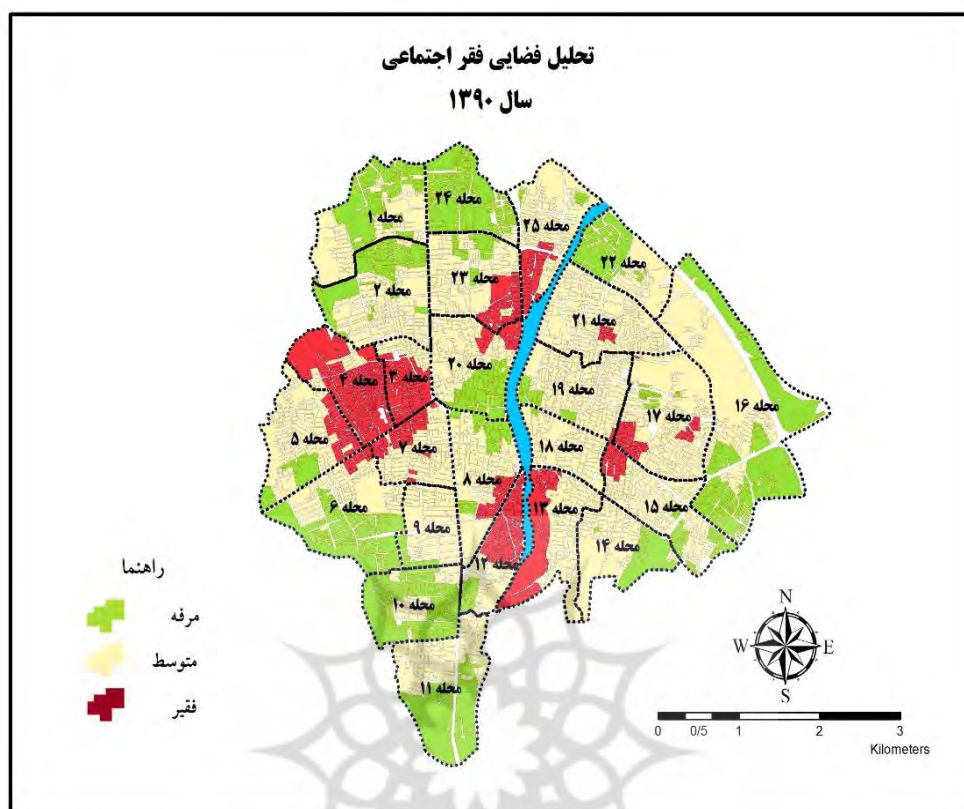 تحلیل فضایی فقر اجتماعی
سال ۱۳۹۰
محله ۱
محله ۲۴
محله ۲۵
محله ۲۲
محله ۲۳
محله ۲
محله ۲۱
محله ۲۰
محله ۱۹
محله ۴
محله ۳
محله ۱۶
محله ۱۷
محله ۵
محله ۷
محله ۱۸
محله ۸
محله ۶
محله ۱۳
محله ۱۵
محله ۹
محله ۱۴
محله ۱۲
محله ۱۰
محله ۱۱
راهنما
مرفه
متوسط
فقیر
N
W E
S
0 0/5 1 2 3
Kilometers